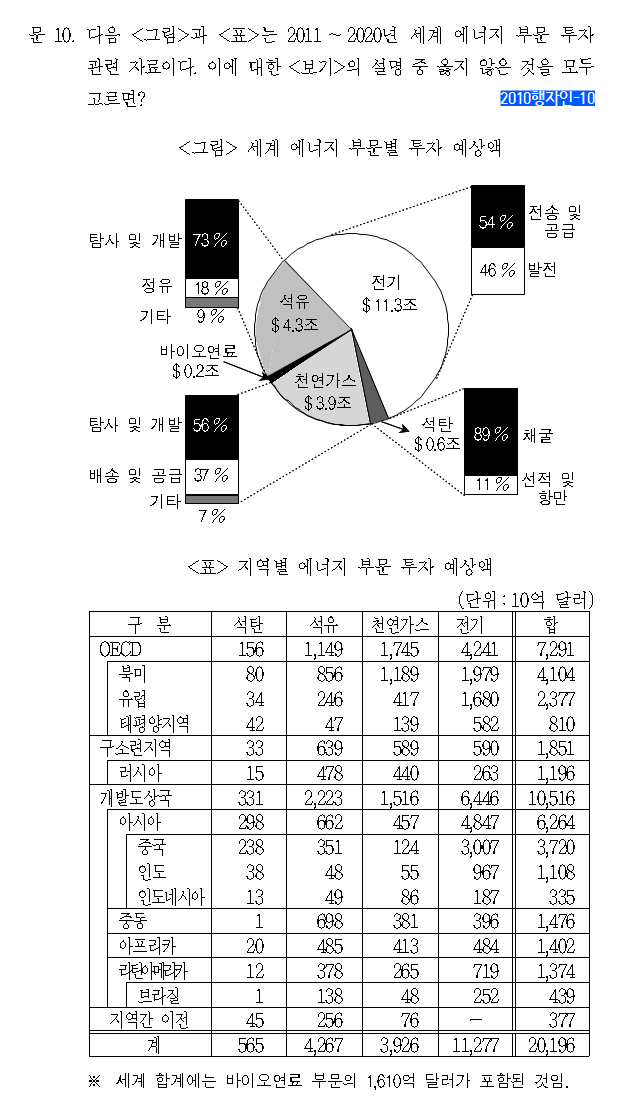 문 10. 다음 <그림>과 <표>는 2011 ~ 2020년 세계 에너지 부문 투자
관련 자료이다. 이에 대한 <보기>의 설명 중 옳지 않은 것을 모두
고르면?
2010행자인-10
<그림> 세계 에너지 부문별 투자 예상액
탐사 및 개발 73%
정유 18%
기타 9%
전송 및 공급 54%
46% 발전
전기
$11.3조
석유
$4.3조
바이오연료
$0.2조
천연가스
$3.9조
석탄
$0.6조
탐사 및 개발 56%
배송 및 공급 37%
기타
7%
89% 채굴
11% 선적 및
항만
<표> 지역별 에너지 부문 투자 예상액
(단위 : 10억 달러)
구 분 석탄 석유 천연가스 전기 합
OECD 156 1,149 1,745 4,241 7,291
북미 80 856 1,189 1,979 4,104
유럽 34 246 417 1,680 2,377
태평양지역 42 47 139 582 810
구소련지역 33 639 589 590 1,851
러시아 15 478 440 263 1,196
개발도상국 331 2,223 1,516 6,446 10,516
아시아 298 662 457 4,847 6,264
중국 238 351 124 3,007 3,720
인도 38 48 55 967 1,108
인도네시아 13 49 86 187 335
중동 1 698 381 396 1,476
아프리카 20 485 413 484 1,402
라틴아메리카 12 378 265 719 1,374
브라질 1 138 48 252 439
지역간 이전 45 256 76 － 377
계 565 4,267 3,926 11,277 20,196
※ 세계 합계에는 바이오연료 부문의 1,610억 달러가 포함된 것임.